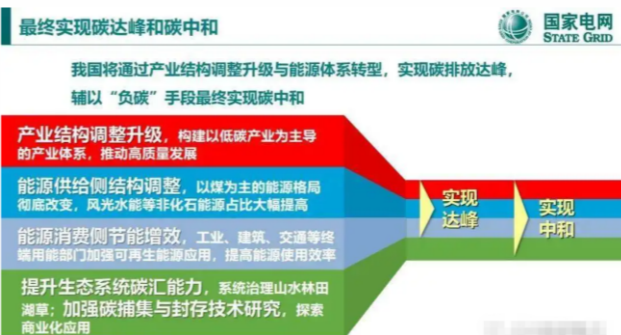 最终实现碳达峰和碳中和
国家电网
STATE GRID
我国将通过产业结构调整升级与能源体系转型，实现碳排放达峰，
辅以“负碳”手段最终实现碳中和
产业结构调整升级，构建以低碳产业为主导
的产业体系，推动高质量发展
能源供给侧结构调整，以煤为主的能源格局
彻底改变，风光水能等非化石能源占比大幅提高
能源消费侧节能增效，工业、建筑、交通等终
端用能部门加强可再生能源应用，提高能源使用效率
提升生态系统碳汇能力，系统治理山水林田
湖草；加强碳捕集与封存技术研究，探索
商业化应用
实现
达峰
实现
中和